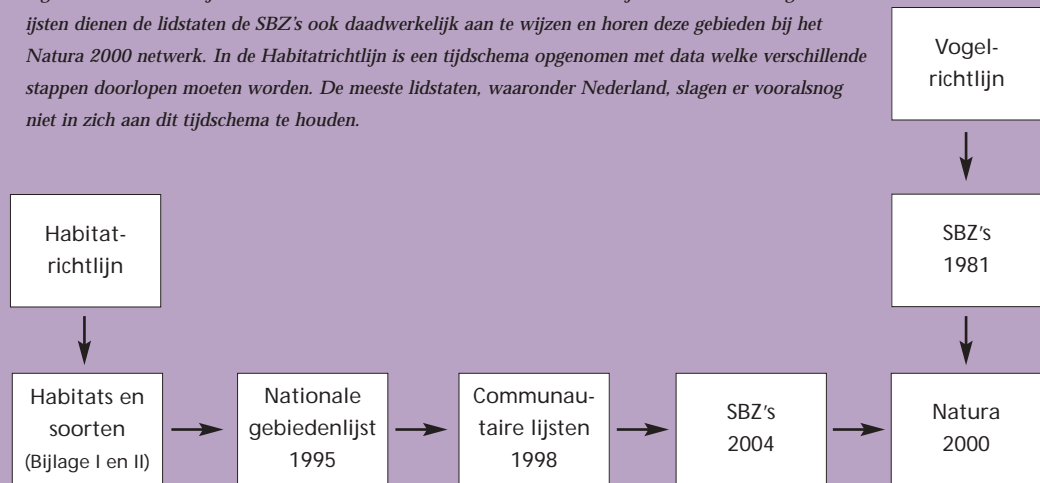 ijsten dienen de lidstaten de SBZ's ook daadwerkelijk aan te wijzen en horen deze gebieden bij het
Natura 2000 netwerk. In de Habitatrichtlijn is een tijdschema opgenomen met data welke verschillende
stappen doorlopen moeten worden. De meeste lidstaten, waaronder Nederland, slagen er vooralsnog
niet in zich aan dit tijdschema te houden.
Vogel-
richtlijn
Habitat-
richtlijn
SBZ's
1981
Habitats en
soorten
(Bijlage I en II)
Nationale
gebiedenlijst
1995
Communau-
taire lijsten
1998
SBZ's
2004
Natura
2000